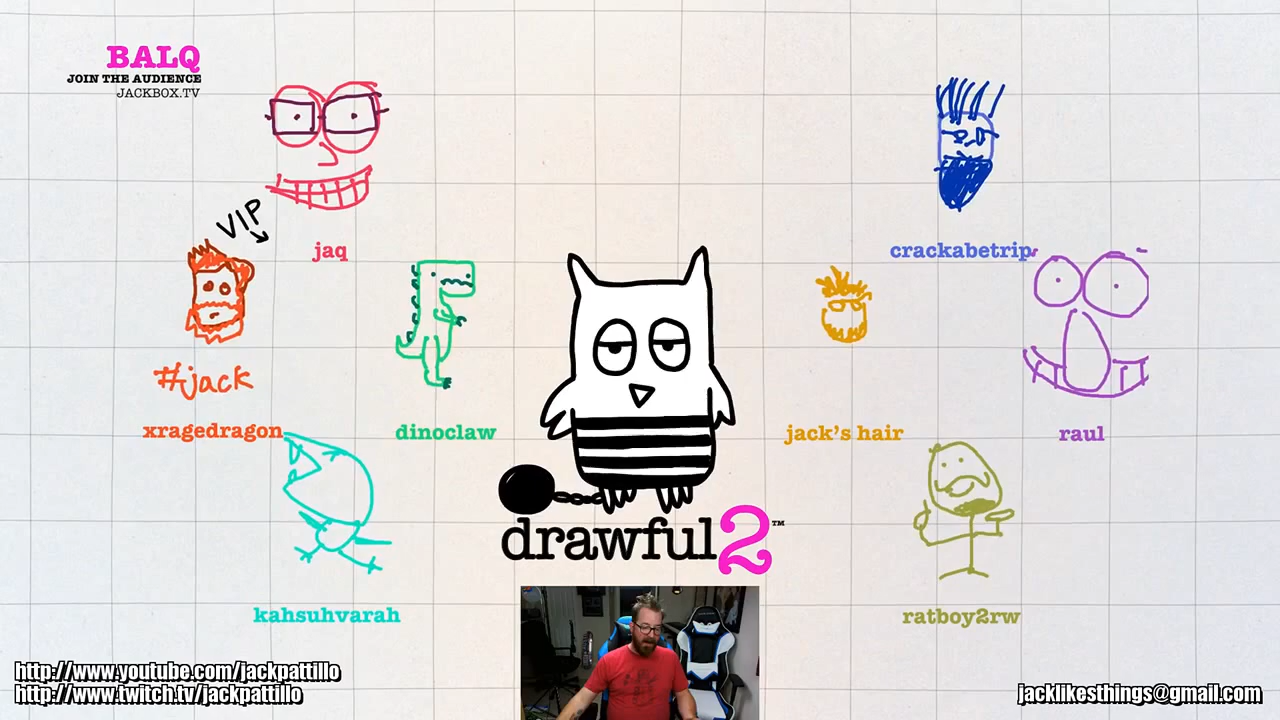 BALQ
JOIN THE AUDIENCE
JACKBOX.TV
VIP
jaq
crackabetrip
#jack
xragedragon
dinoclaw
jack's hair
raul
drawful2™
kahsuhvarah
ratboy2rw
http://www.youtube.com/jackpattillo
http://www.twitch.tv/jackpattillo
jacklikesthings@gmail.com